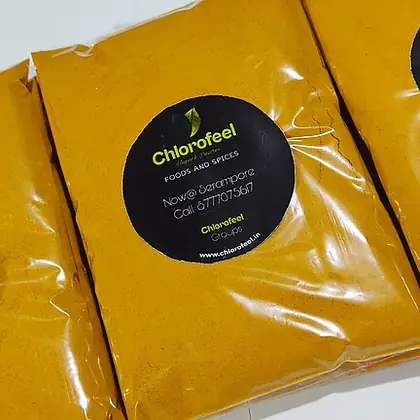 Chlorofeel
FOODS AND SPICES
Now@ Serampore
Call 8777075617
Chlorofeel
Groups
www.chlorofeel.in